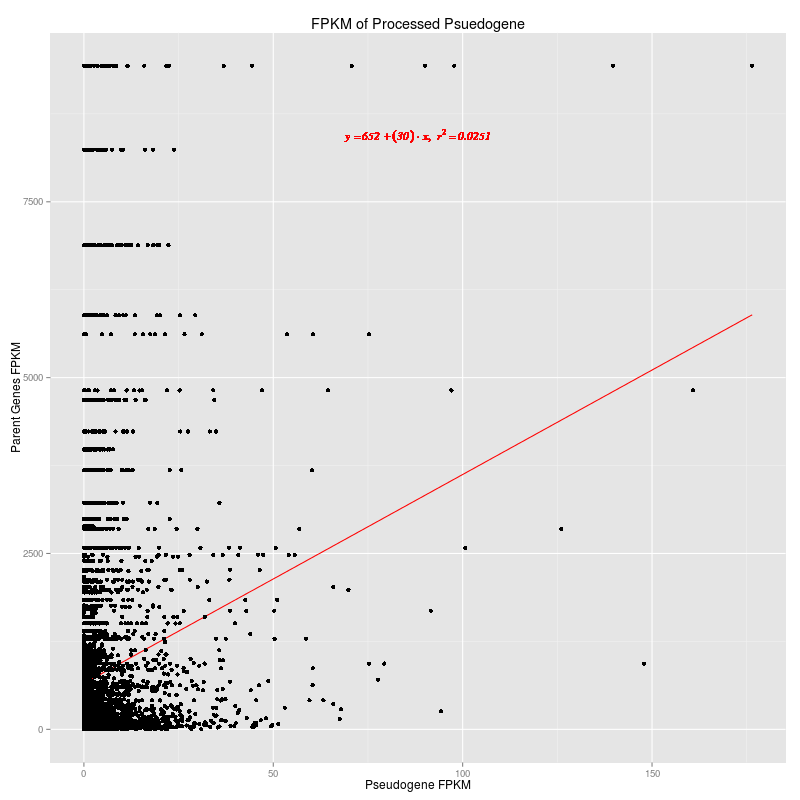 FPKM of Processed Psuedogene
y =652 +(30) · x, r² =0.0251
Parent Genes FPKM
7500
5000
2500
0
0 50 100 150
Pseudogene FPKM